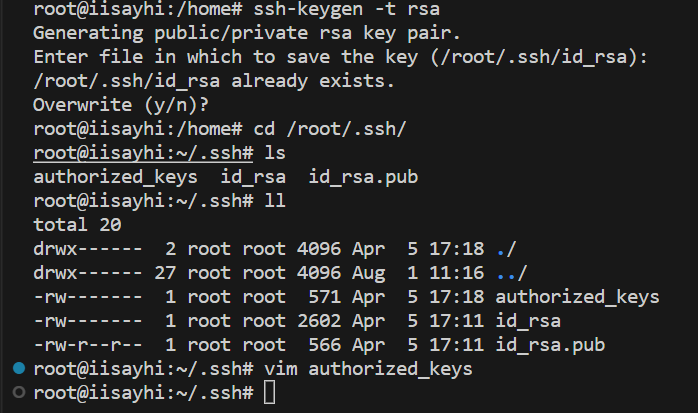 root@iisayhi:/home# ssh-keygen -t rsa
Generating public/private rsa key pair.
Enter file in which to save the key (/root/.ssh/id_rsa):
/root/.ssh/id_rsa already exists.
Overwrite (y/n)?
root@iisayhi:/home# cd /root/.ssh/
root@iisayhi:~/.ssh# ls
authorized_keys  id_rsa  id_rsa.pub
root@iisayhi:~/.ssh# ll
total 20
drwx------  2 root root 4096 Apr  5 17:18 ./
drwx------ 27 root root 4096 Aug  1 11:16 ../
-rw-------  1 root root  571 Apr  5 17:18 authorized_keys
-rw-------  1 root root 2602 Apr  5 17:11 id_rsa
-rw-r--r--  1 root root  566 Apr  5 17:11 id_rsa.pub
root@iisayhi:~/.ssh# vim authorized_keys
root@iisayhi:~/.ssh#